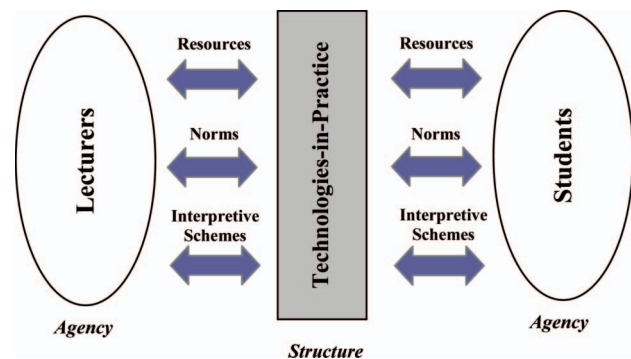 Resources
Norms
Interpretive
Schemes
Lecturers
Agency
Technologies-in-Practice
Structure
Resources
Norms
Interpretive
Schemes
Students
Agency